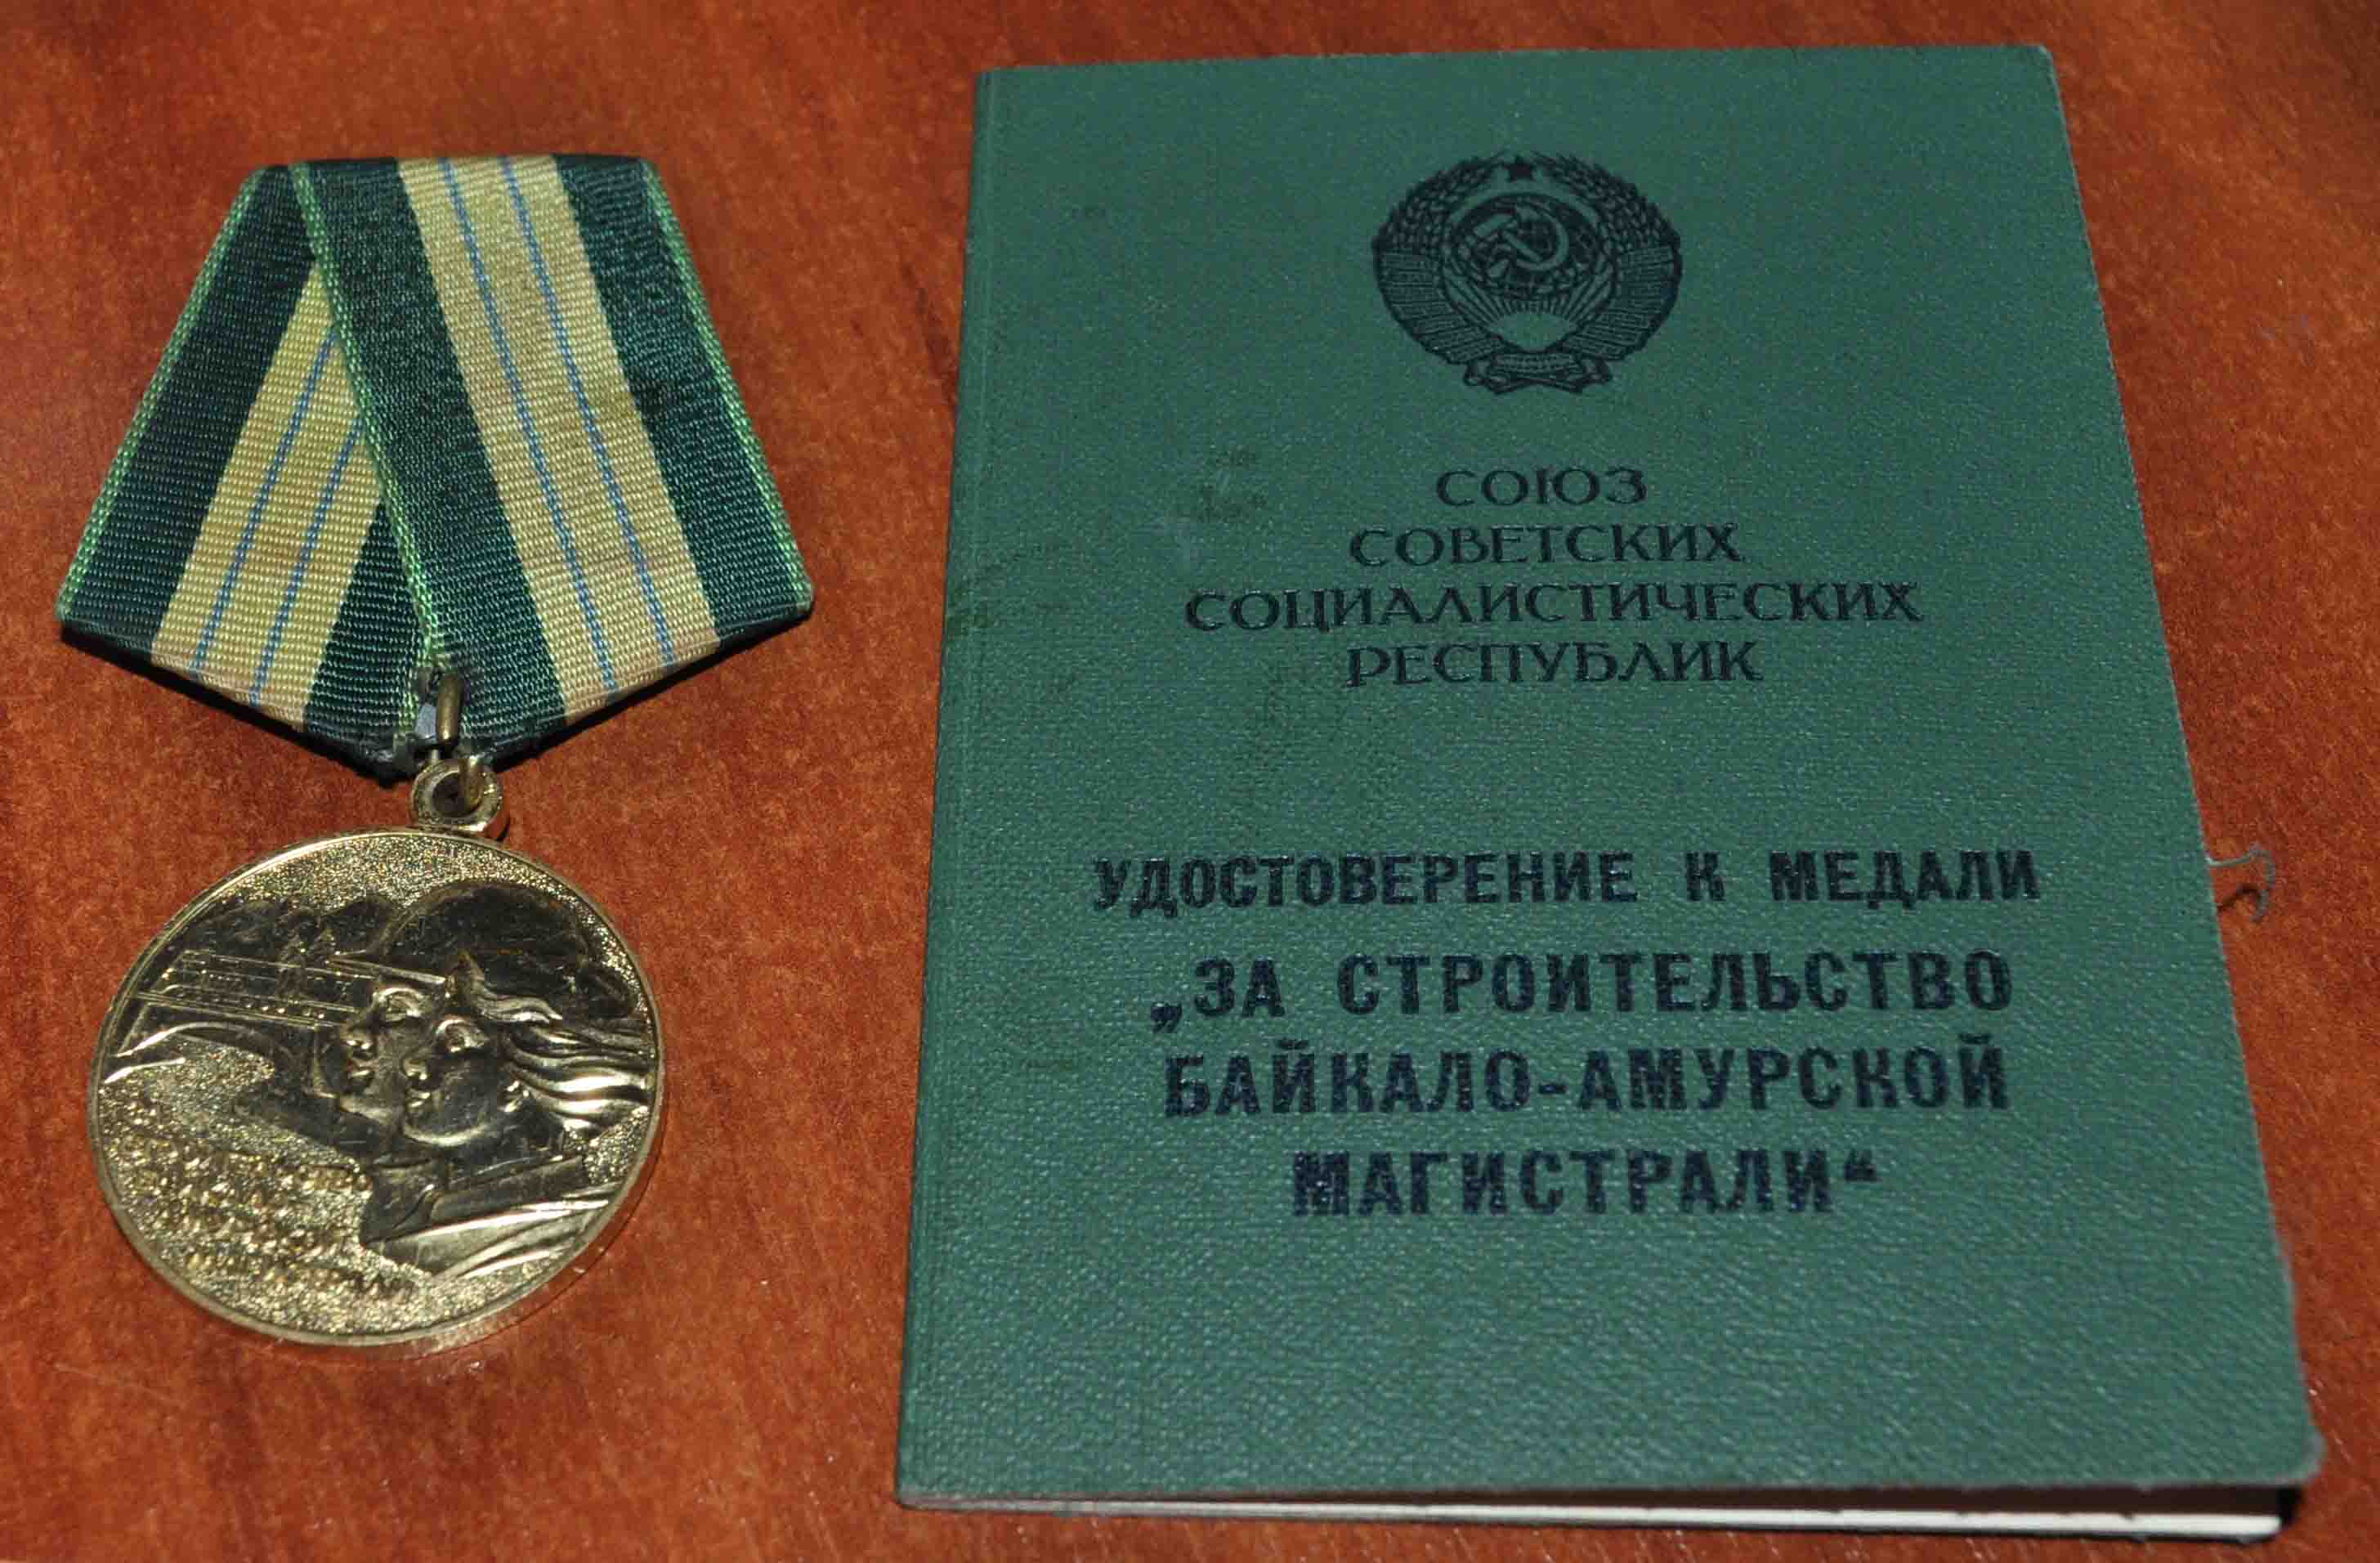 СОЮЗ
СОВЕТСКИХ
СОЦИАЛИСТИЧЕСКИХ
РЕСПУБЛИК
УДОСТОВЕРЕНИЕ К МЕДАЛИ
„ЗА СТРОИТЕЛЬСТВО
БАЙКАЛО-АМУРСКОЙ
МАГИСТРАЛИ“